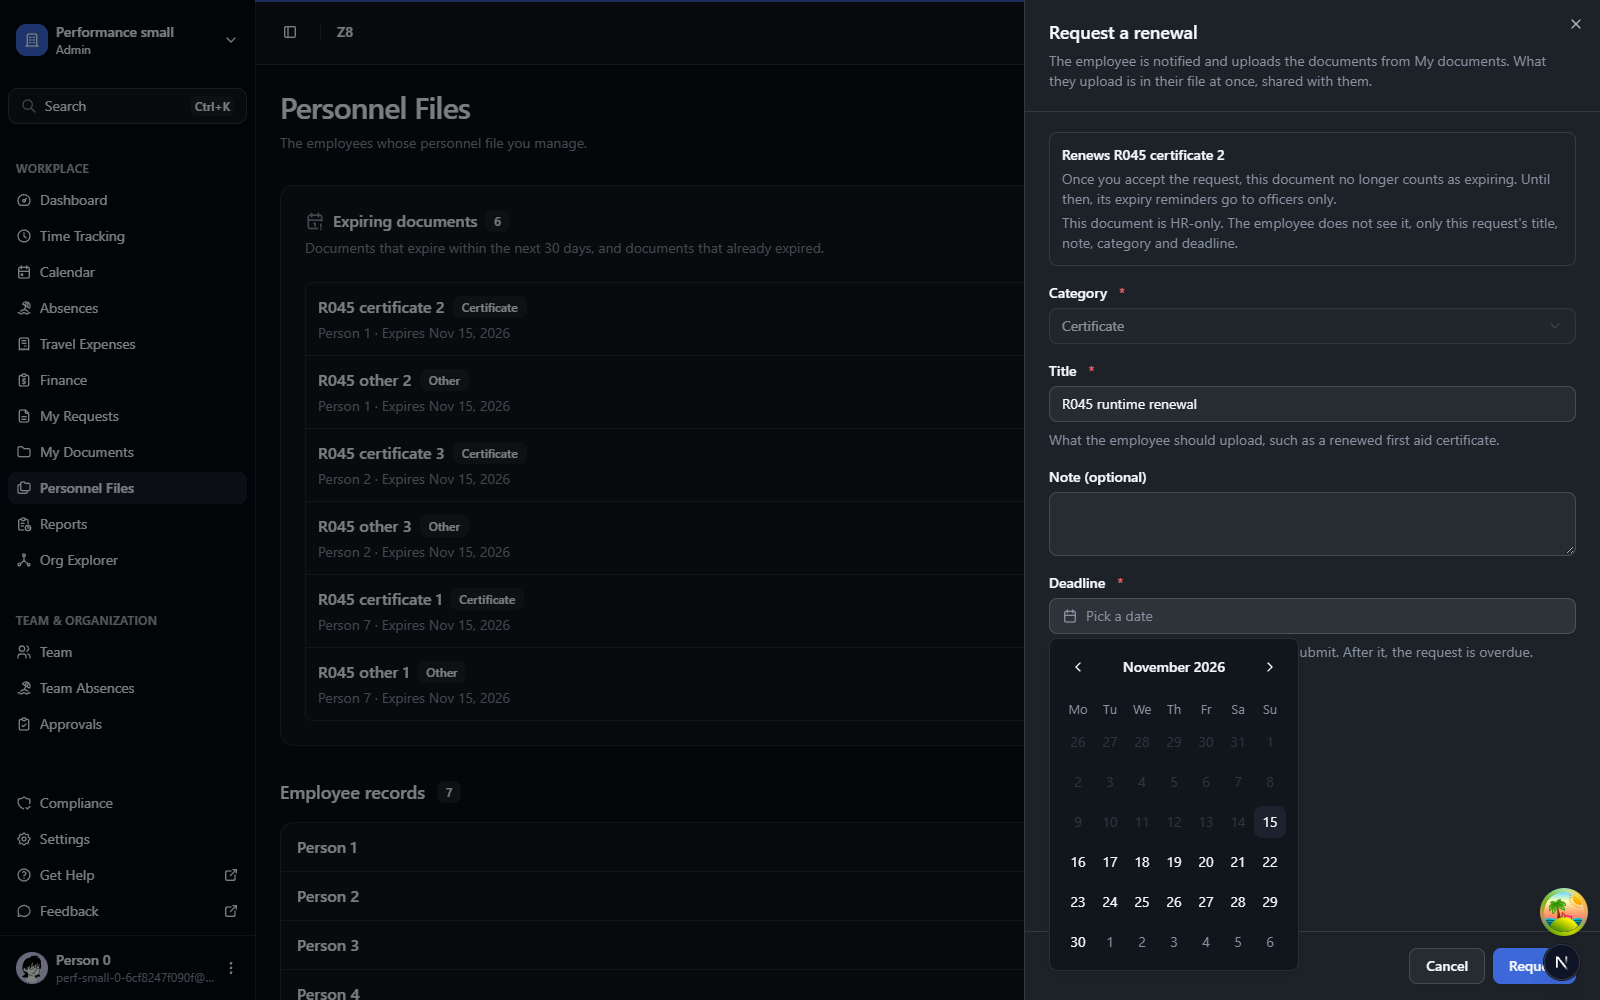 Performance small
Admin
Search
Ctrl+K
WORKPLACE
Dashboard
Time Tracking
Calendar
Absences
Travel Expenses
Finance
My Requests
My Documents
Personnel Files
Reports
Org Explorer
TEAM & ORGANIZATION
Team
Team Absences
Approvals
Compliance
Settings
Get Help
Feedback
Person 0
perf-small-0-6cf8247f090f@...
Z8
Personnel Files
The employees whose personnel file you manage.
Expiring documents 6
Documents that expire within the next 30 days, and documents that already expired.
R045 certificate 2 Certificate
Person 1 · Expires Nov 15, 2026
R045 other 2 Other
Person 1 · Expires Nov 15, 2026
R045 certificate 3 Certificate
Person 2 · Expires Nov 15, 2026
R045 other 3 Other
Person 2 · Expires Nov 15, 2026
R045 certificate 1 Certificate
Person 7 · Expires Nov 15, 2026
R045 other 1 Other
Person 7 · Expires Nov 15, 2026
Employee records 7
Person 1
Person 2
Person 3
Person 4
Request a renewal
The employee is notified and uploads the documents from My documents. What
they upload is in their file at once, shared with them.
Renews R045 certificate 2
Once you accept the request, this document no longer counts as expiring. Until
then, its expiry reminders go to officers only.
This document is HR-only. The employee does not see it, only this request's title,
note, category and deadline.
Category *
Certificate
Title *
R045 runtime renewal
What the employee should upload, such as a renewed first aid certificate.
Note (optional)
Deadline *
Pick a date
ubmit. After it, the request is overdue.
November 2026
Mo Tu We Th Fr Sa Su
26 27 28 29 30 31 1
2 3 4 5 6 7 8
9 10 11 12 13 14 15
16 17 18 19 20 21 22
23 24 25 26 27 28 29
30 1 2 3 4 5 6
Cancel
Requ
N